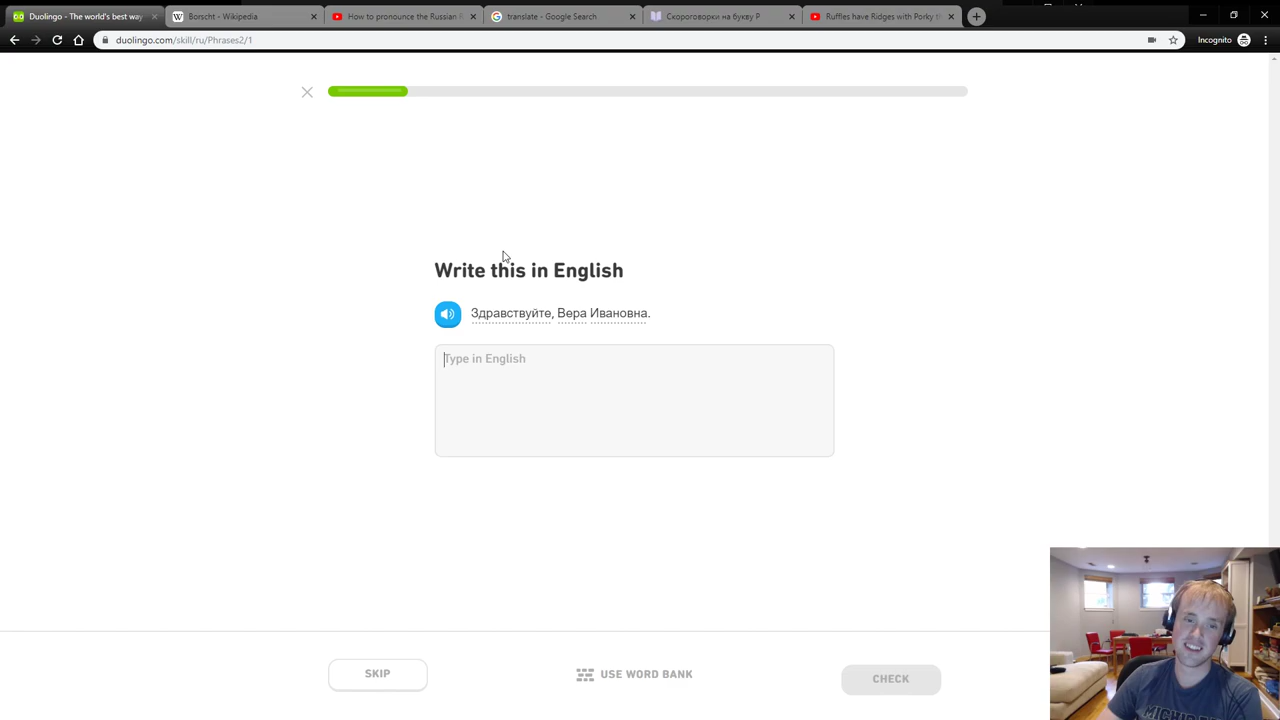 Duolingo - The world's best way
Borscht - Wikipedia
How to pronounce the Russian
translate - Google Search
Скороговорки на букву Р
Ruffles have Ridges with Porky
duolingo.com/skill/ru/Phrases2/1
Incognito
Write this in English
Здравствуйте, Вера Ивановна.
Type in English
SKIP
USE WORD BANK
CHECK